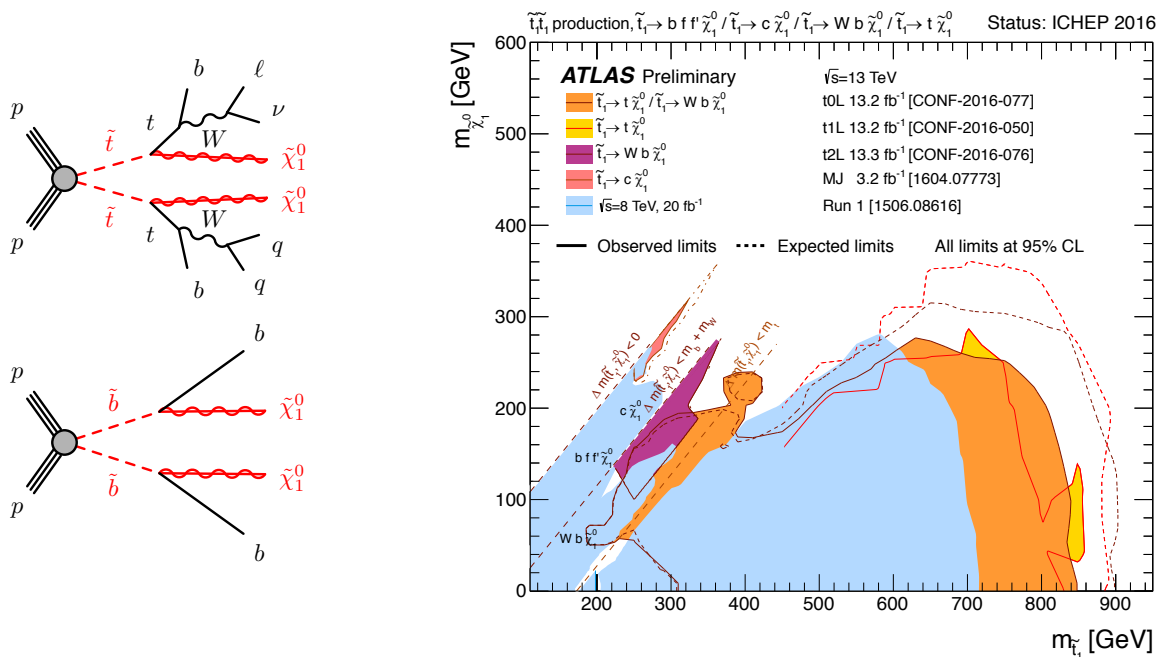 b
ℓ
ν
p
t
W
t̃
χ̃₁⁰
t̃
χ̃₁⁰
p
t
W
q
b
q
b
p
b̃
χ̃₁⁰
b̃
χ̃₁⁰
p
b
t̃₁t̃₁ production, t̃₁→ b f f' χ̃₁⁰ / t̃₁→ c χ̃₁⁰ / t̃₁→ W b χ̃₁⁰ / t̃₁→ t χ̃₁⁰
Status: ICHEP 2016
m_χ̃₁⁰ [GeV]
600
500
400
300
200
100
0
ATLAS Preliminary
√s=13 TeV
t̃₁→ t χ̃₁⁰ / t̃₁→ W b χ̃₁⁰
t0L 13.2 fb⁻¹ [CONF-2016-077]
t̃₁→ t χ̃₁⁰
t1L 13.2 fb⁻¹ [CONF-2016-050]
t̃₁→ W b χ̃₁⁰
t2L 13.3 fb⁻¹ [CONF-2016-076]
t̃₁→ c χ̃₁⁰
MJ 3.2 fb⁻¹ [1604.07773]
√s=8 TeV, 20 fb⁻¹
Run 1 [1506.08616]
Observed limits
Expected limits
All limits at 95% CL
Δ m(t̃₁,χ̃₁⁰) < 0
Δ m(t̃₁,χ̃₁⁰) < m_b + m_W
Δ m(t̃₁,χ̃₁⁰) < m_t
c χ̃₁⁰
b f f' χ̃₁⁰
W b χ̃₁⁰
200
300
400
500
600
700
800
900
m_t̃₁ [GeV]